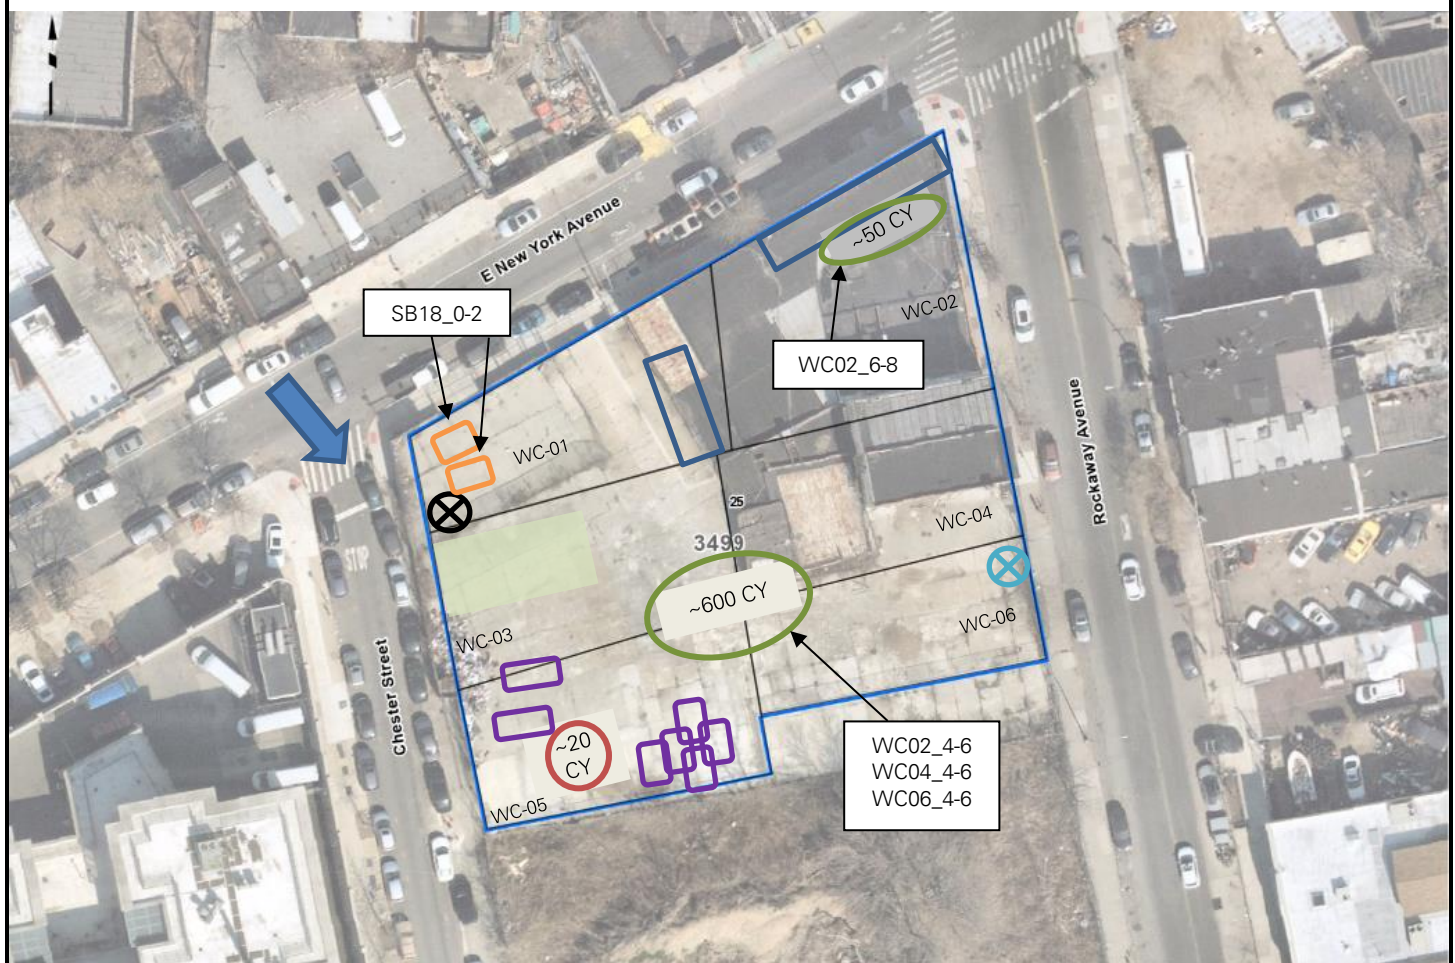 E New York Avenue
~50 CY
SB18_0-2
WC-02
WC02_6-8
WC-01
Rockaway Avenue
25
WC-04
3499
~600 CY
WC-06
WC-03
Chester Street
STOP
~20
CY
WC02_4-6
WC04_4-6
WC06_4-6
WC-05